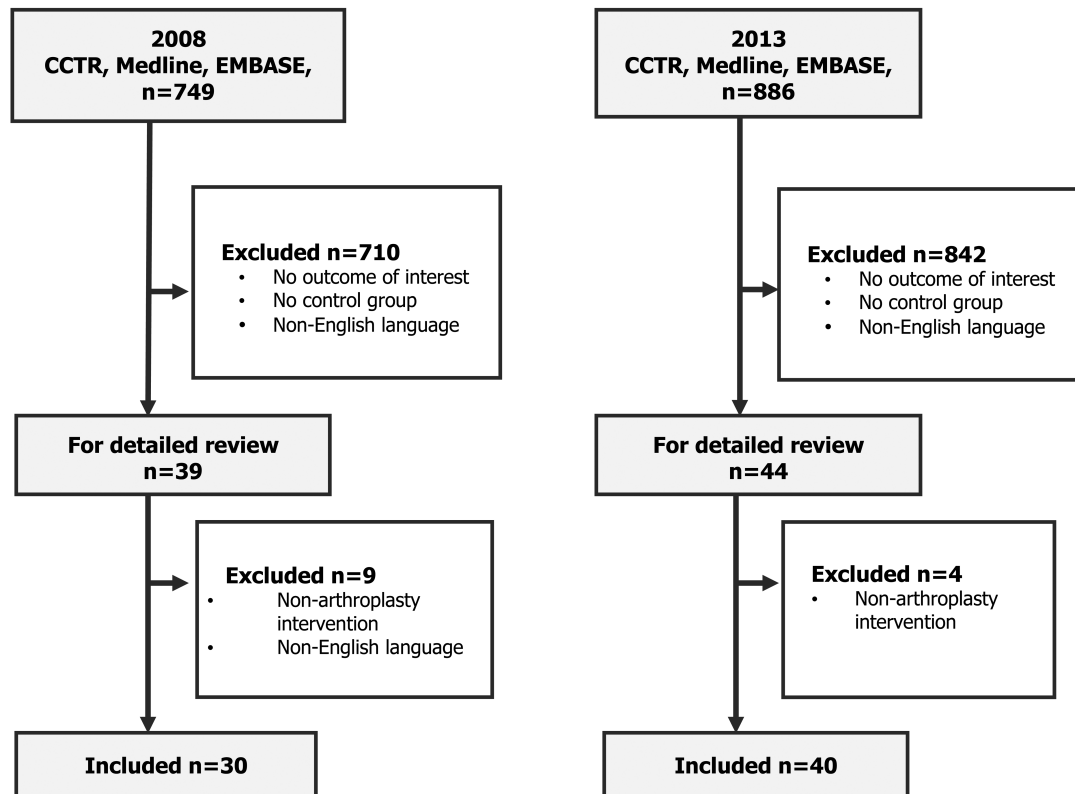 2008
CCTR, Medline, EMBASE,
n=749
Excluded n=710
• No outcome of interest
• No control group
• Non-English language
For detailed review
n=39
Excluded n=9
• Non-arthroplasty
intervention
• Non-English language
Included n=30
2013
CCTR, Medline, EMBASE,
n=886
Excluded n=842
• No outcome of interest
• No control group
• Non-English language
For detailed review
n=44
Excluded n=4
• Non-arthroplasty
intervention
Included n=40